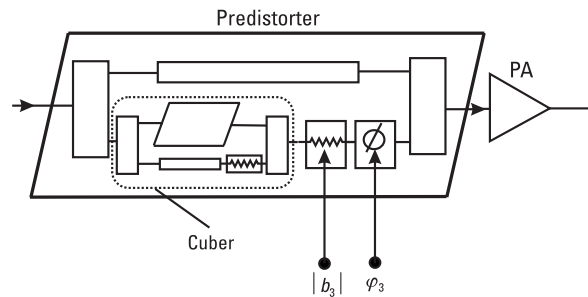 Predistorter
PA
Cuber
|b₃|
φ₃